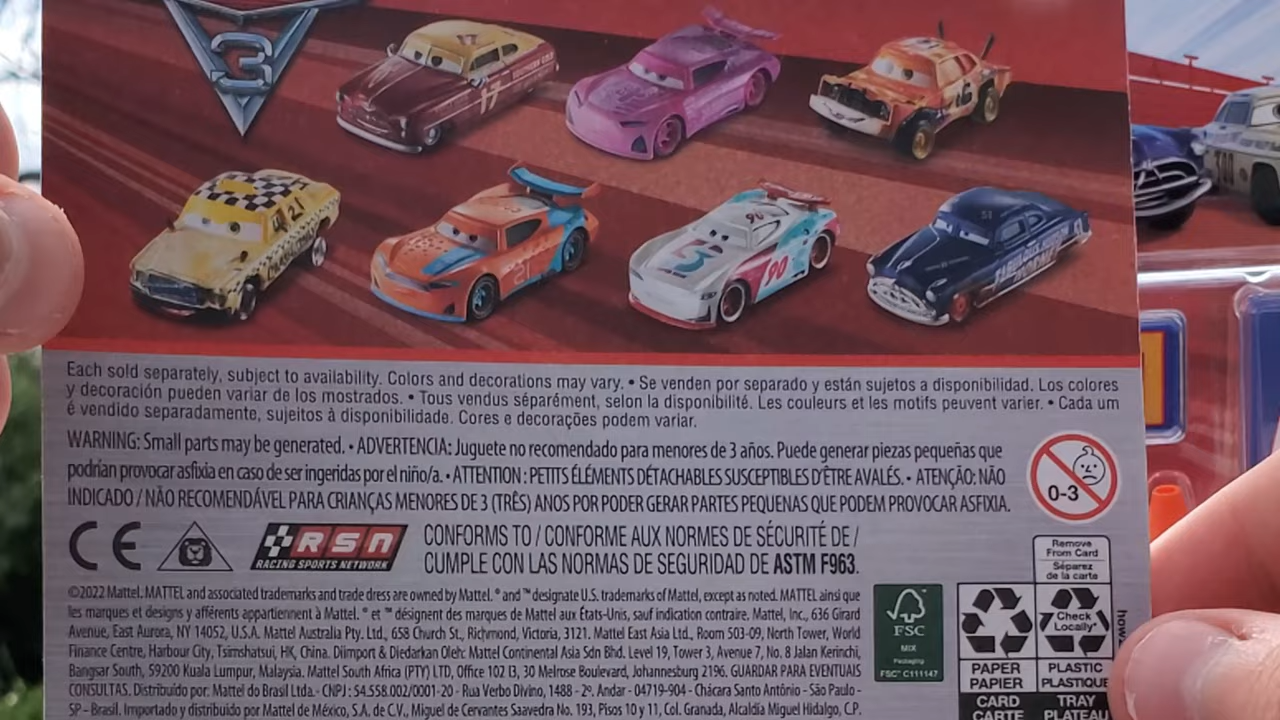 3
SOUTHERN GOLD
17
21
21
90
90
51
FABULOUS HUDSON HORNET
Each sold separately, subject to availability. Colors and decorations may vary. • Se venden por separado y están sujetos a disponibilidad. Los colores
y decoración pueden variar de los mostrados. • Tous vendus séparément, selon la disponibilité. Les couleurs et les motifs peuvent varier. • Cada um
é vendido separadamente, sujeitos à disponibilidade. Cores e decorações podem variar.
WARNING: Small parts may be generated. • ADVERTENCIA: Juguete no recomendado para menores de 3 años. Puede generar piezas pequeñas que
podrían provocar asfixia en caso de ser ingeridas por el niño/a. • ATTENTION : PETITS ÉLÉMENTS DÉTACHABLES SUSCEPTIBLES D'ÊTRE AVALÉS. • ATENÇÃO: NÃO
INDICADO / NÃO RECOMENDÁVEL PARA CRIANÇAS MENORES DE 3 (TRÊS) ANOS POR PODER GERAR PARTES PEQUENAS QUE PODEM PROVOCAR ASFIXIA.
0-3
CE
RSN
RACING SPORTS NETWORK
CONFORMS TO / CONFORME AUX NORMES DE SÉCURITÉ DE /
CUMPLE CON LAS NORMAS DE SEGURIDAD DE ASTM F963.
©2022 Mattel. MATTEL and associated trademarks and trade dress are owned by Mattel. ® and ™ designate U.S. trademarks of Mattel, except as noted. MATTEL ainsi que
les marques et designs y afférents appartiennent à Mattel. ® et ™ désignent des marques de Mattel aux États-Unis, sauf indication contraire. Mattel, Inc., 636 Girard
Avenue, East Aurora, NY 14052, U.S.A. Mattel Australia Pty. Ltd., 658 Church St., Richmond, Victoria, 3121. Mattel East Asia Ltd., Room 503-09, North Tower, World
Finance Centre, Harbour City, Tsimshatsui, HK, China. Diimport & Diedarkan Oleh: Mattel Continental Asia Sdn Bhd. Level 19, Tower 3, Avenue 7, No. 8 Jalan Kerinchi,
Bangsar South, 59200 Kuala Lumpur, Malaysia. Mattel South Africa (PTY) LTD, Office 102 I3, 30 Melrose Boulevard, Johannesburg 2196. GUARDAR PARA EVENTUAIS
CONSULTAS. Distribuído por: Mattel do Brasil Ltda.- CNPJ : 54.558.002/0001-20 - Rua Verbo Divino, 1488 - 2º. Andar - 04719-904 - Chácara Santo Antônio - São Paulo -
SP – Brasil. Importado y distribuido por Mattel de México, S.A. de C.V., Miguel de Cervantes Saavedra No. 193, Pisos 10 y 11, Col. Granada, Alcaldía Miguel Hidalgo, C.P.
FSC
MIX
Packaging
FSC® C111147
Remove
From Card
Séparez
de la carte
Check
Locally*
PAPER
PAPIER
PLASTIC
PLASTIQUE
CARD
CARTE
TRAY
PLATEAU
how2